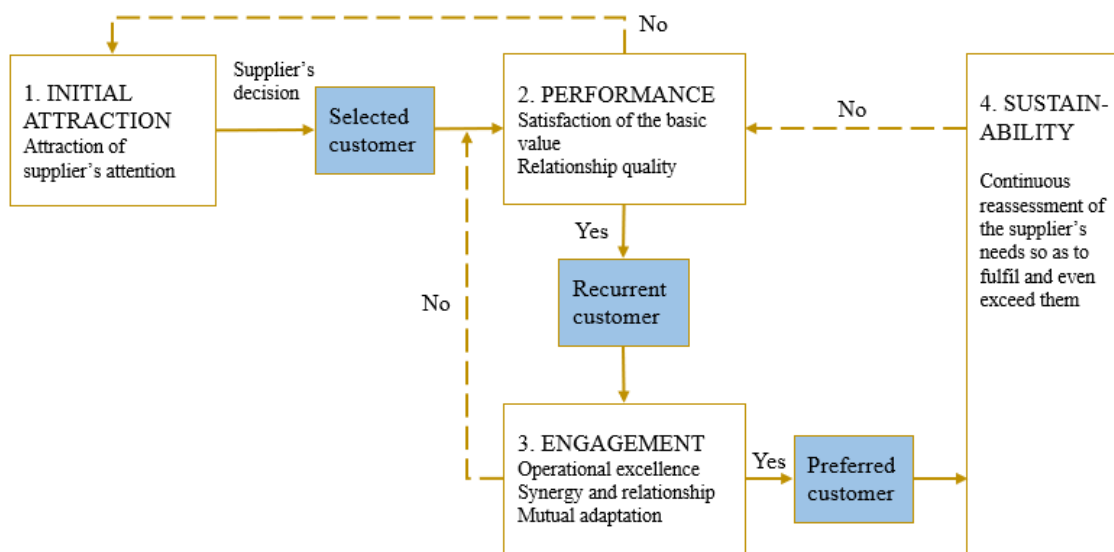 No
1. INITIAL
ATTRACTION
Attraction of
supplier's attention
Supplier's
decision
Selected
customer
2. PERFORMANCE
Satisfaction of the basic
value
Relationship quality
No
4. SUSTAIN-
ABILITY
Continuous
reassessment of
the supplier's
needs so as to
fulfil and even
exceed them
Yes
Recurrent
customer
No
3. ENGAGEMENT
Operational excellence
Synergy and relationship
Mutual adaptation
Yes
Preferred
customer